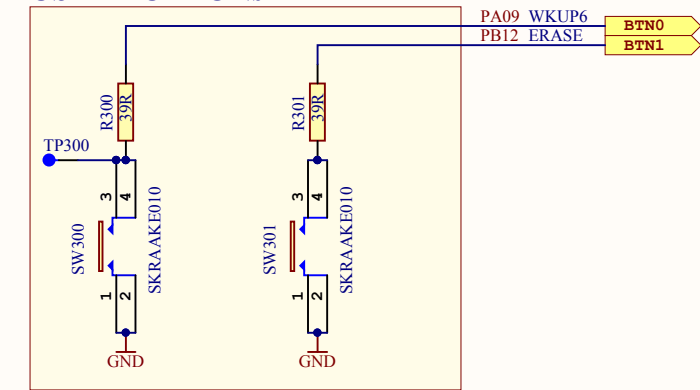 PA09 WKUP6 BTN0
PB12 ERASE BTN1
R300 39R
R301 39R
TP300
3 4
3 4
SW300 SKRAAKE010
SW301 SKRAAKE010
1 2
1 2
GND
GND